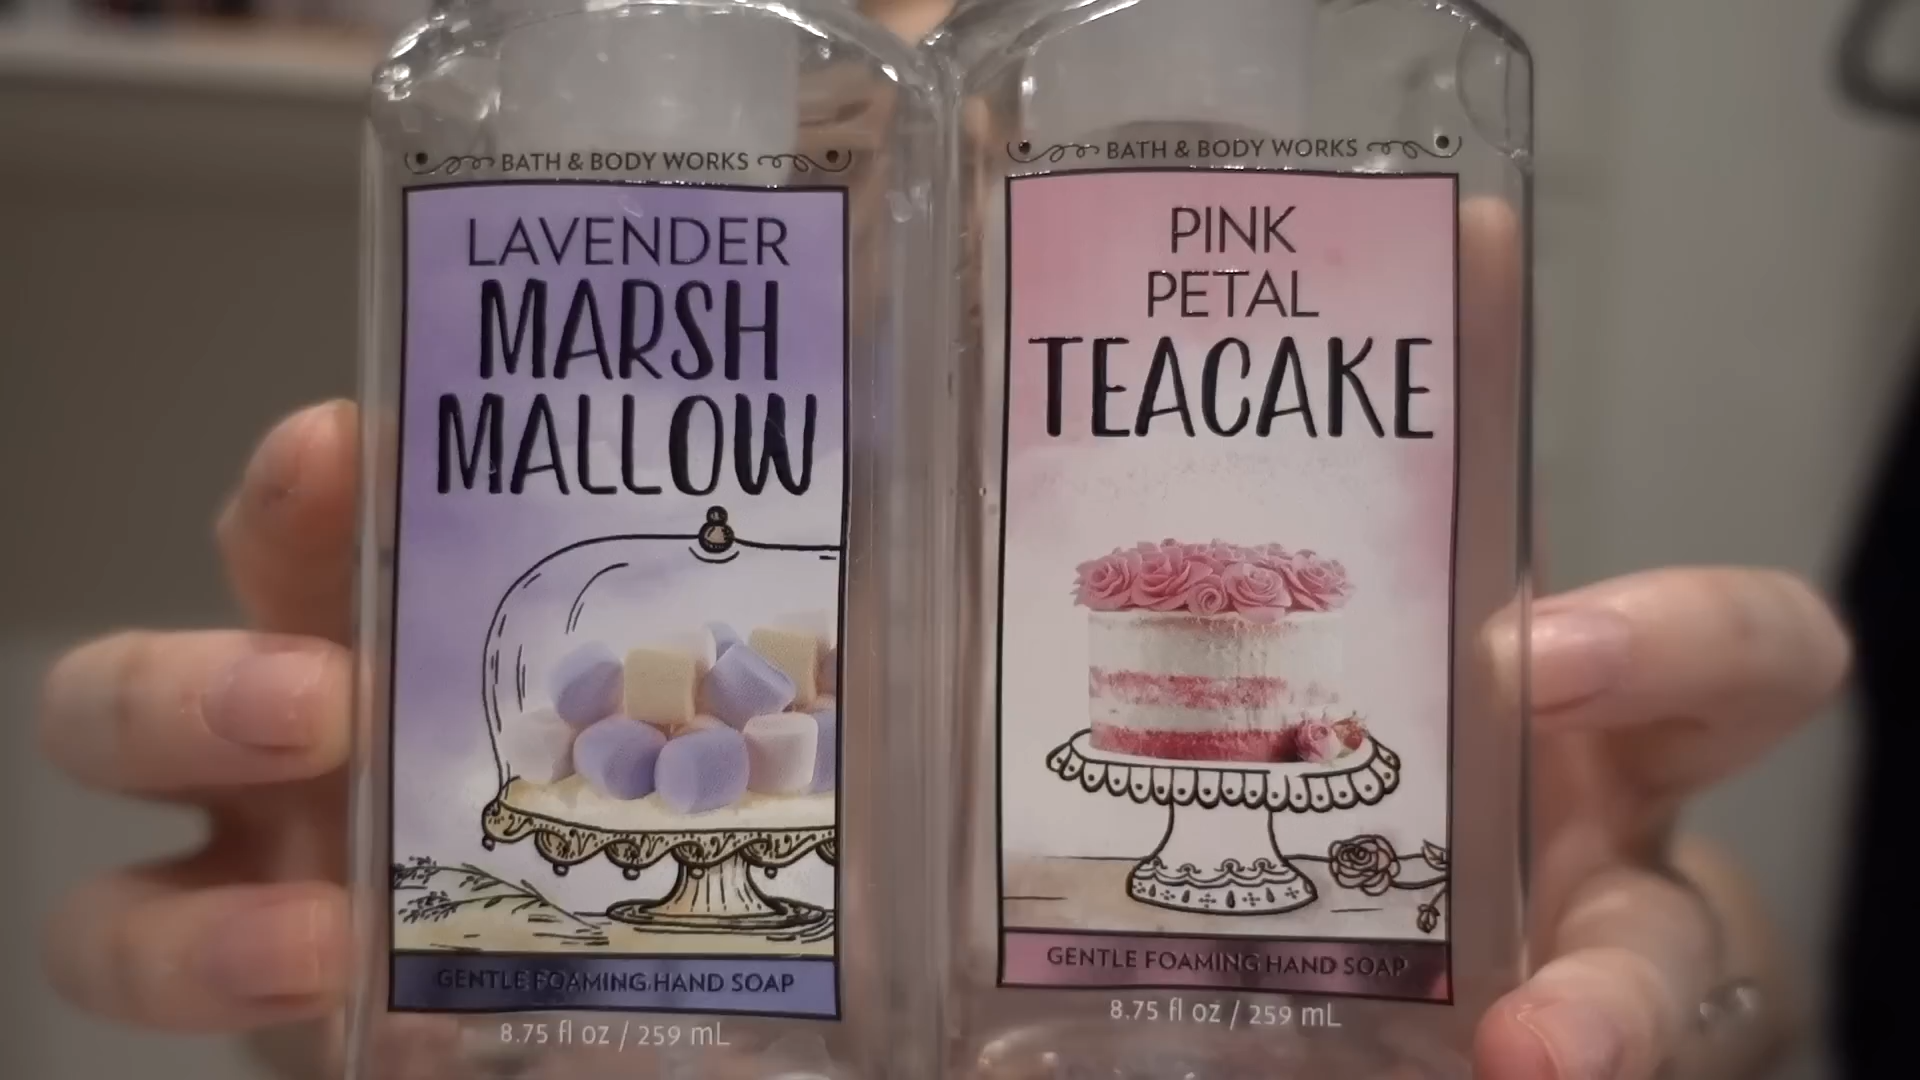 BATH & BODY WORKS
LAVENDER
MARSH
MALLOW
GENTLE FOAMING HAND SOAP
8.75 fl oz / 259 mL
BATH & BODY WORKS
PINK
PETAL
TEACAKE
GENTLE FOAMING HAND SOAP
8.75 fl oz / 259 mL